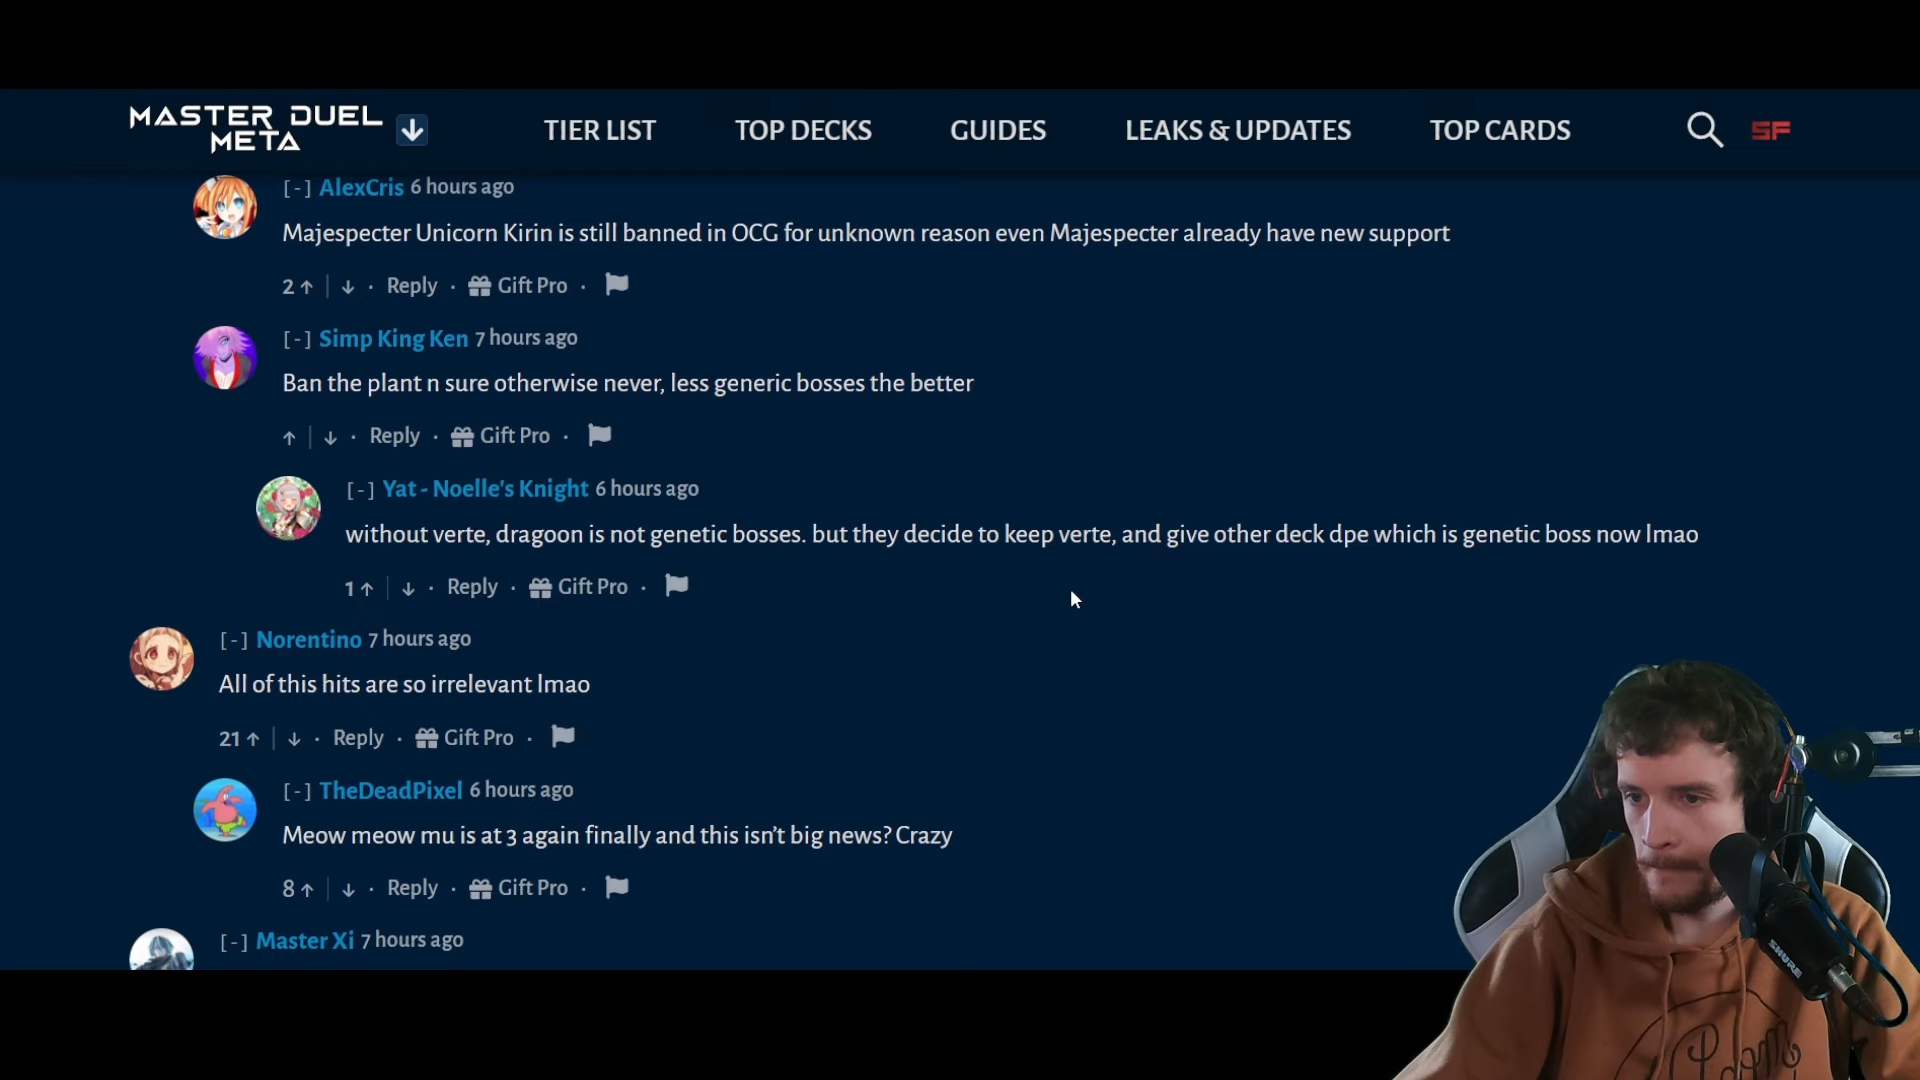 MASTER DUEL
META
TIER LIST
TOP DECKS
GUIDES
LEAKS & UPDATES
TOP CARDS
SF
[-] AlexCris 6 hours ago
Majespecter Unicorn Kirin is still banned in OCG for unknown reason even Majespecter already have new support
2 ↑ | ↓ · Reply · Gift Pro ·
[-] Simp King Ken 7 hours ago
Ban the plant n sure otherwise never, less generic bosses the better
↑ | ↓ · Reply · Gift Pro ·
[-] Yat - Noelle's Knight 6 hours ago
without verte, dragoon is not genetic bosses. but they decide to keep verte, and give other deck dpe which is genetic boss now lmao
1 ↑ | ↓ · Reply · Gift Pro ·
[-] Norentino 7 hours ago
All of this hits are so irrelevant lmao
21 ↑ | ↓ · Reply · Gift Pro ·
[-] TheDeadPixel 6 hours ago
Meow meow mu is at 3 again finally and this isn't big news? Crazy
8 ↑ | ↓ · Reply · Gift Pro ·
[-] Master Xi 7 hours ago
SHURE